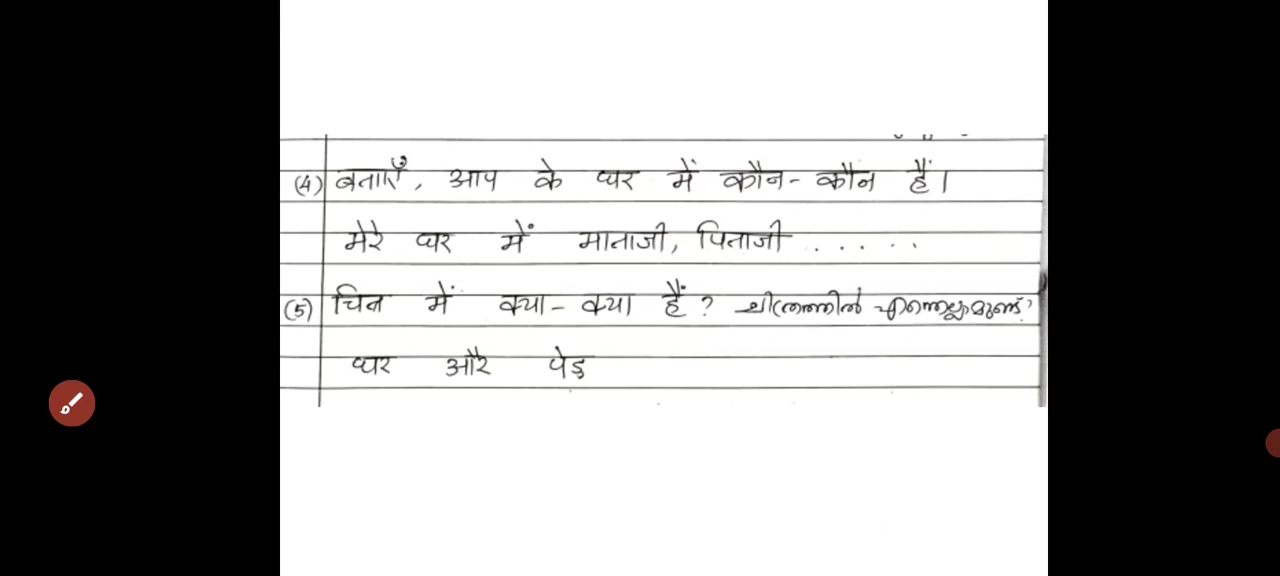 (4) बताएँ, आप के घर में कौन-कौन हैं।
मेरे घर में माताजी, पिताजी . . . . .
(5) चित्र में क्या-क्या हैं? ചിത്രത്തിൽ എന്തെല്ലാമുണ്ട്?
घर और पेड़